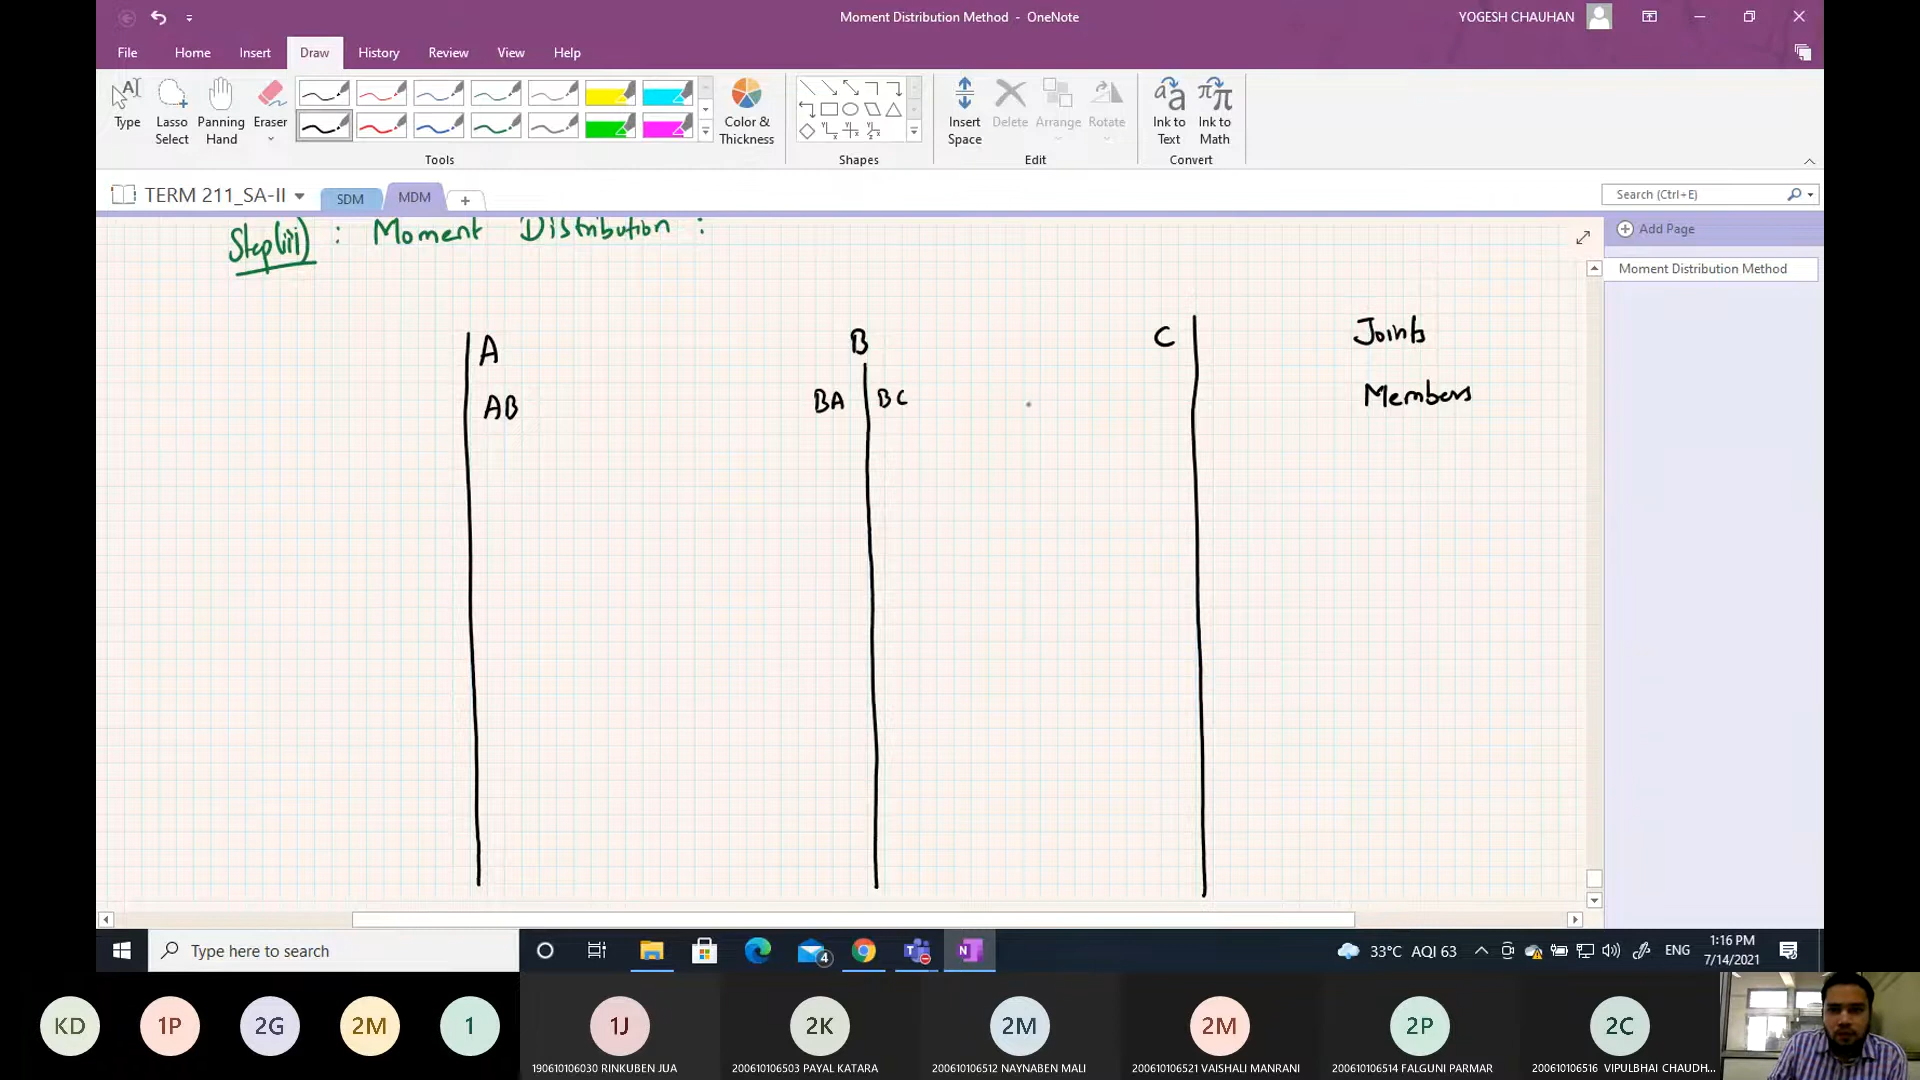 Moment Distribution Method - OneNote
YOGESH CHAUHAN
File Home Insert Draw History Review View Help
Type
Lasso Select
Panning Hand
Eraser
Color & Thickness
Insert Space
Delete
Arrange
Rotate
Ink to Text
Ink to Math
Tools
Shapes
Edit
Convert
TERM 211_SA-II
SDM
MDM
Search (Ctrl+E)
Add Page
Moment Distribution Method
Step(iii) : Moment Distribution :
A B C Joints
AB BA BC Members
Type here to search
4
33°C AQI 63
ENG
1:16 PM
7/14/2021
KD
1P
2G
2M
1
1J
2K
2M
2M
2P
2C
190610106030 RINKUBEN JUA
200610106503 PAYAL KATARA
200610106512 NAYNABEN MALI
200610106521 VAISHALI MANRANI
200610106514 FALGUNI PARMAR
200610106516 VIPULBHAI CHAUDH...